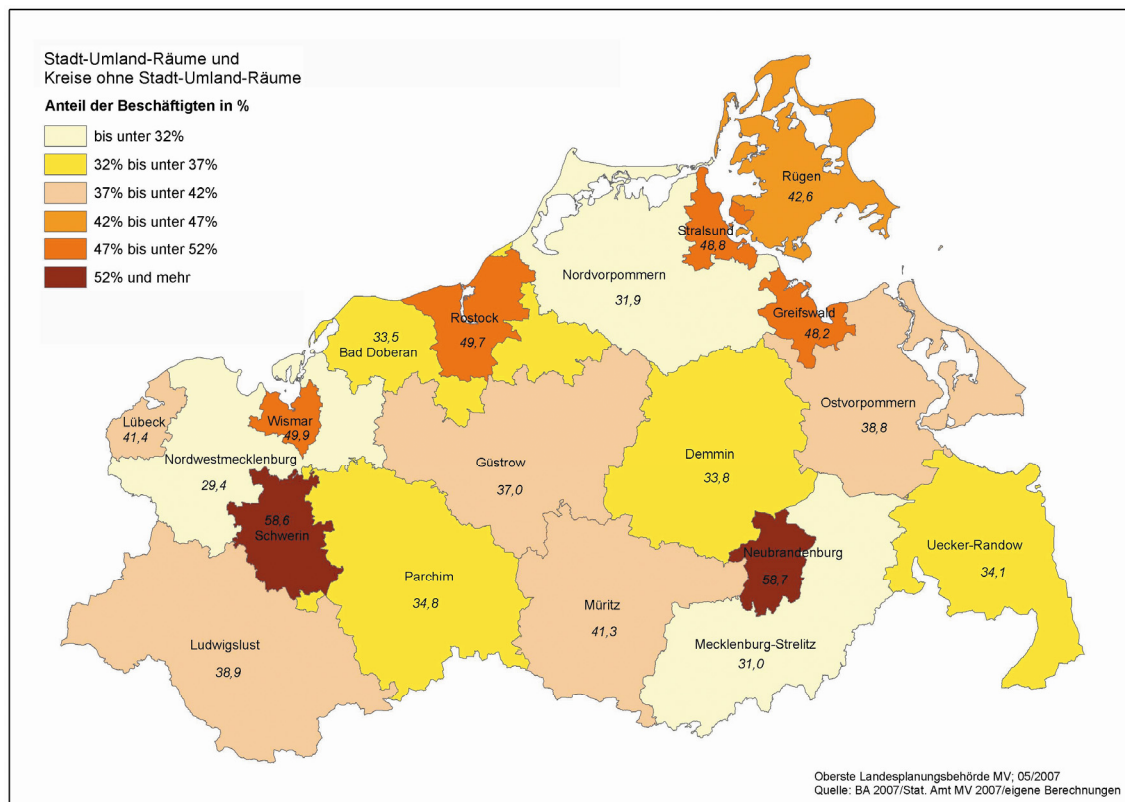 Stadt-Umland-Räume und
Kreise ohne Stadt-Umland-Räume
Anteil der Beschäftigten in %
bis unter 32%
32% bis unter 37%
37% bis unter 42%
42% bis unter 47%
47% bis unter 52%
52% und mehr
Rügen
42,6
Stralsund
48,8
Nordvorpommern
31,9
Greifswald
48,2
Rostock
49,7
33,5
Bad Doberan
Lübeck
41,4
Wismar
49,9
Ostvorpommern
38,8
Nordwestmecklenburg
29,4
Güstrow
37,0
Demmin
33,8
58,6
Schwerin
Neubrandenburg
58,7
Uecker-Randow
34,1
Parchim
34,8
Müritz
41,3
Mecklenburg-Strelitz
31,0
Ludwigslust
38,9
Oberste Landesplanungsbehörde MV; 05/2007
Quelle: BA 2007/Stat. Amt MV 2007/eigene Berechnungen